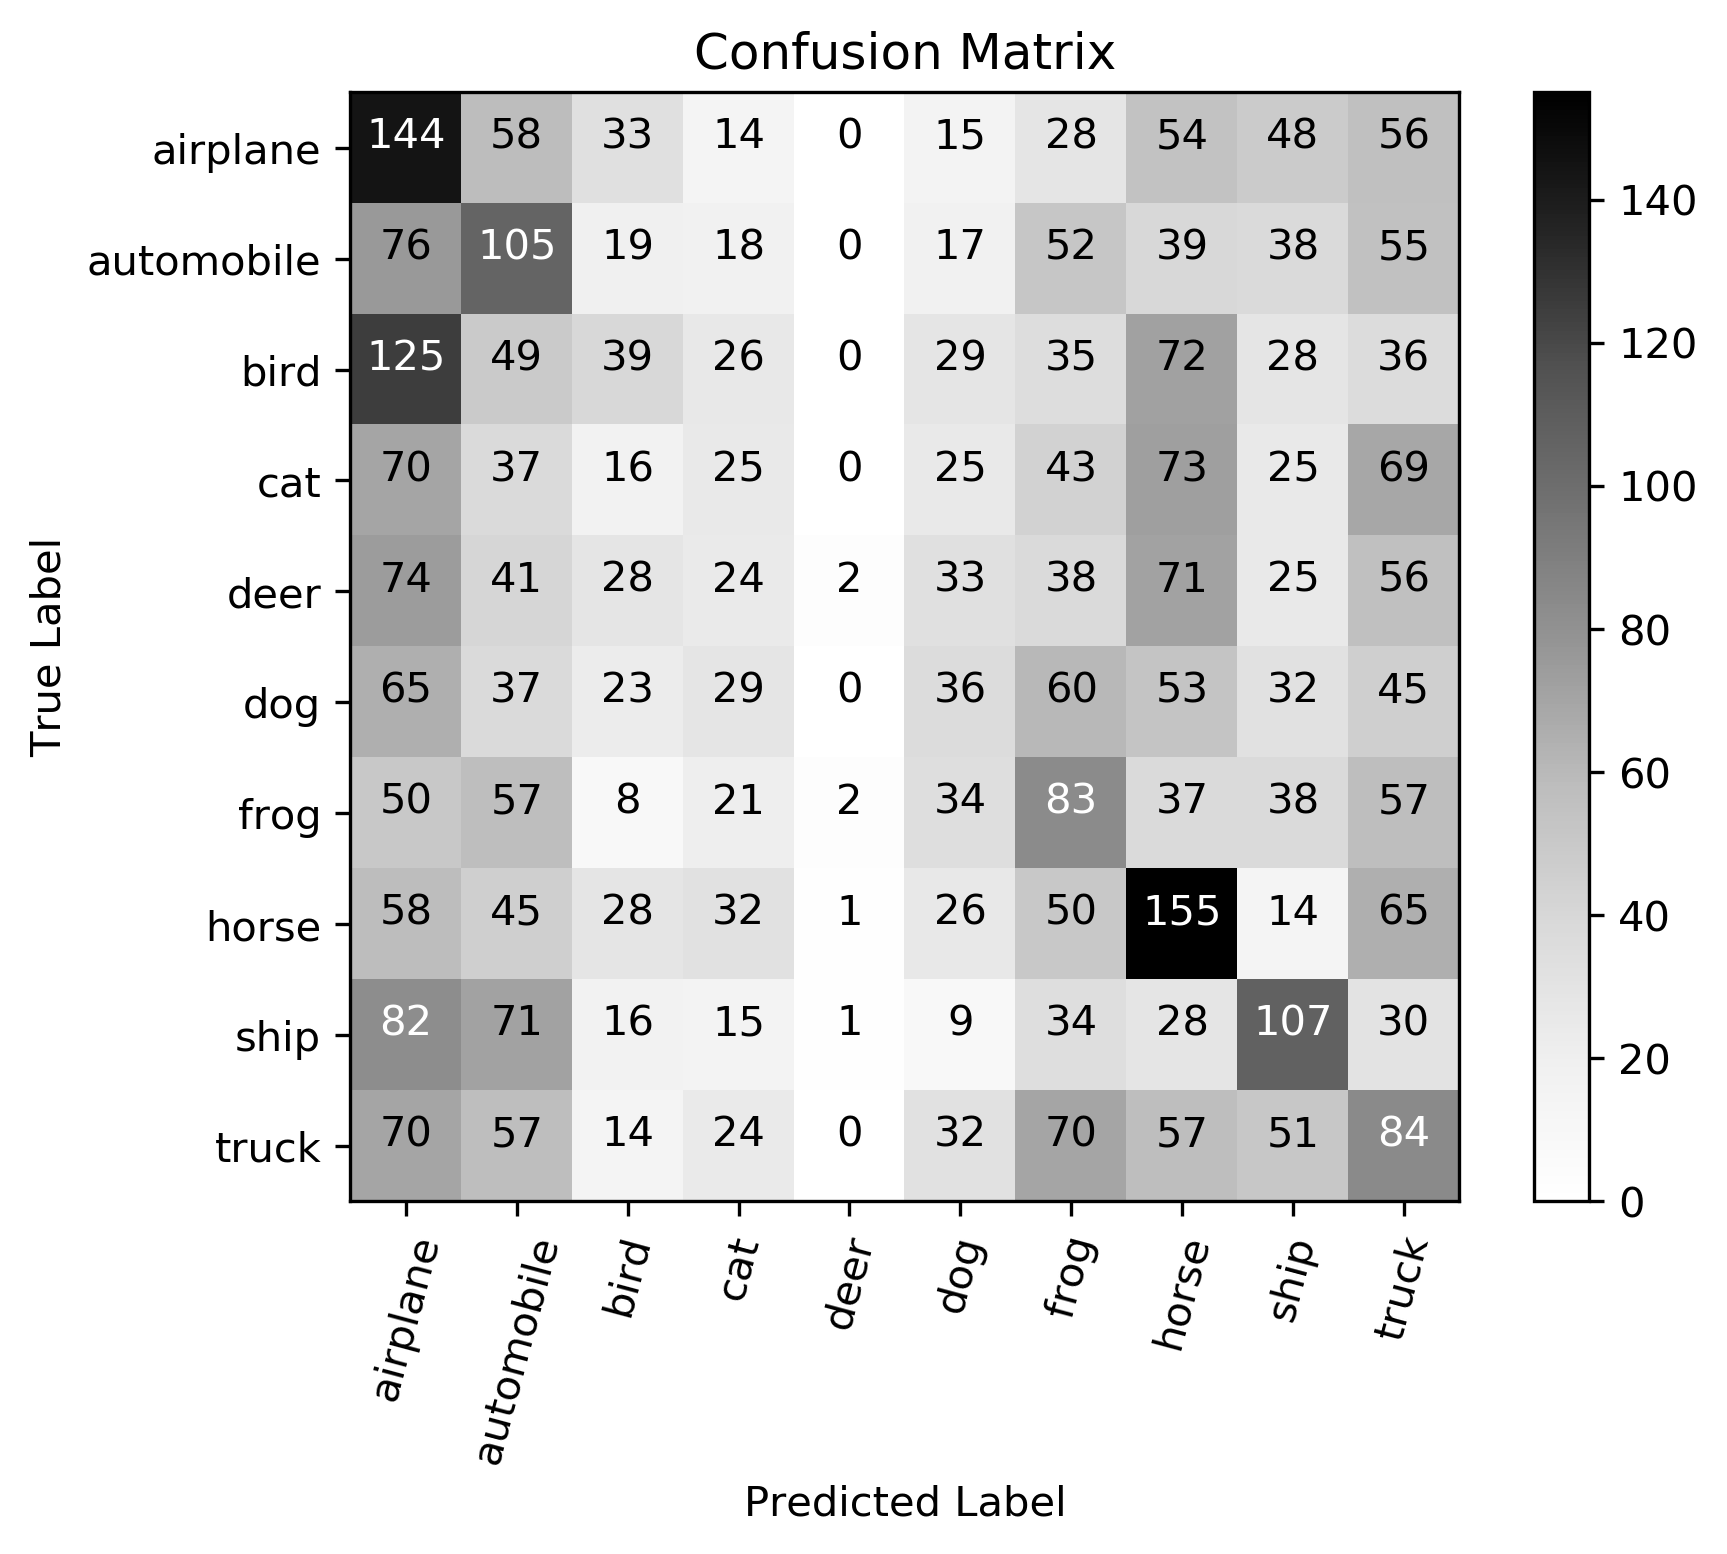 Confusion Matrix
airplane 144 58 33 14 0 15 28 54 48 56
automobile 76 105 19 18 0 17 52 39 38 55
bird 125 49 39 26 0 29 35 72 28 36
cat 70 37 16 25 0 25 43 73 25 69
deer 74 41 28 24 2 33 38 71 25 56
dog 65 37 23 29 0 36 60 53 32 45
frog 50 57 8 21 2 34 83 37 38 57
horse 58 45 28 32 1 26 50 155 14 65
ship 82 71 16 15 1 9 34 28 107 30
truck 70 57 14 24 0 32 70 57 51 84
True Label
airplane automobile bird cat deer dog frog horse ship truck
Predicted Label
140
120
100
80
60
40
20
0